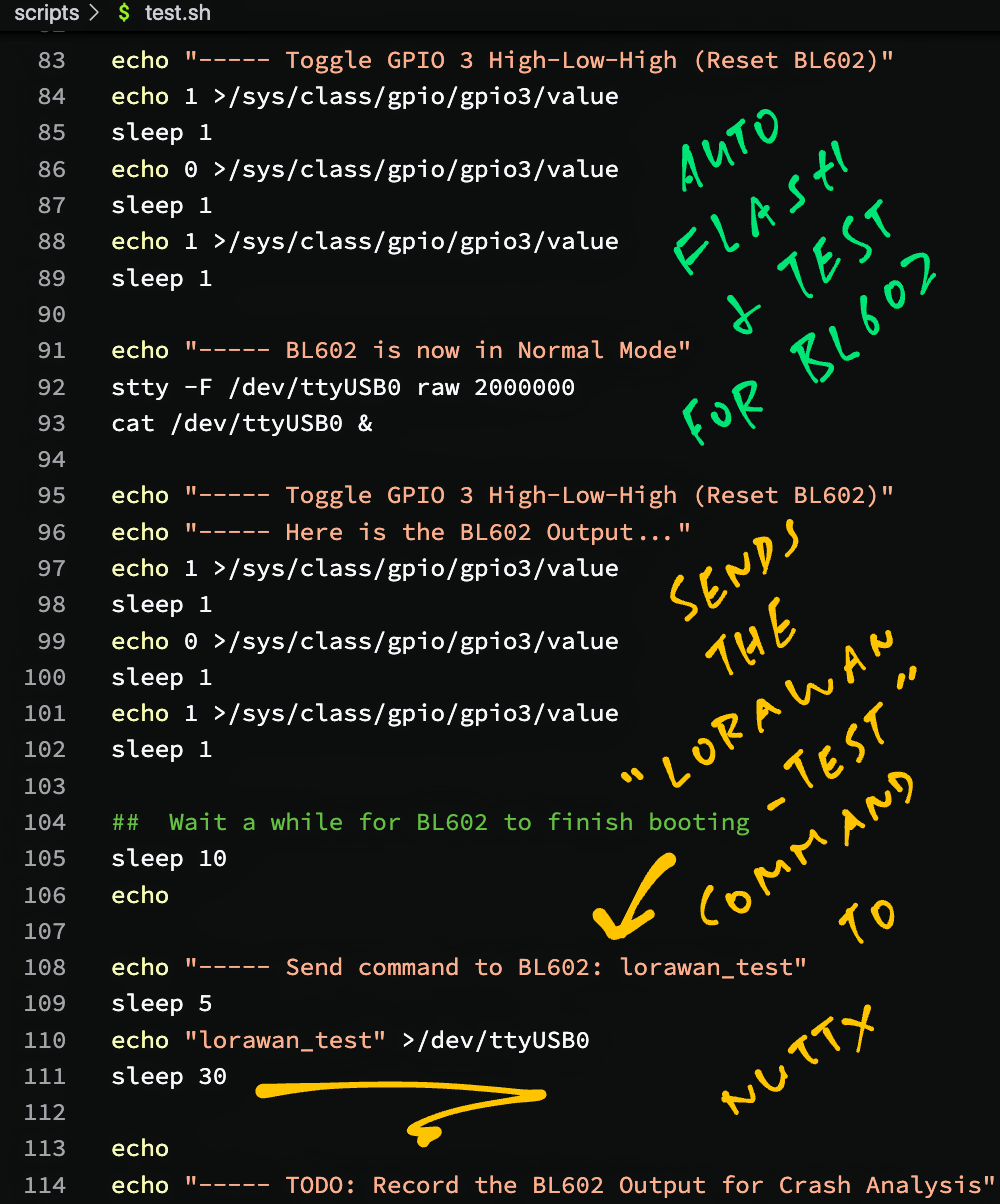 scripts > $ test.sh
83 echo "----- Toggle GPIO 3 High-Low-High (Reset BL602)"
84 echo 1 >/sys/class/gpio/gpio3/value
85 sleep 1
86 echo 0 >/sys/class/gpio/gpio3/value
87 sleep 1
88 echo 1 >/sys/class/gpio/gpio3/value
89 sleep 1
90
91 echo "----- BL602 is now in Normal Mode"
92 stty -F /dev/ttyUSB0 raw 2000000
93 cat /dev/ttyUSB0 &
94
95 echo "----- Toggle GPIO 3 High-Low-High (Reset BL602)"
96 echo "----- Here is the BL602 Output..."
97 echo 1 >/sys/class/gpio/gpio3/value
98 sleep 1
99 echo 0 >/sys/class/gpio/gpio3/value
100 sleep 1
101 echo 1 >/sys/class/gpio/gpio3/value
102 sleep 1
103
104 ##  Wait a while for BL602 to finish booting
105 sleep 10
106 echo
107
108 echo "----- Send command to BL602: lorawan_test"
109 sleep 5
110 echo "lorawan_test" >/dev/ttyUSB0
111 sleep 30
112
113 echo
114 echo "----- TODO: Record the BL602 Output for Crash Analysis"
AUTO
FLASH
& TEST
FOR BL602
SENDS
THE
"LORAWAN
-TEST"
COMMAND
TO
NUTTX